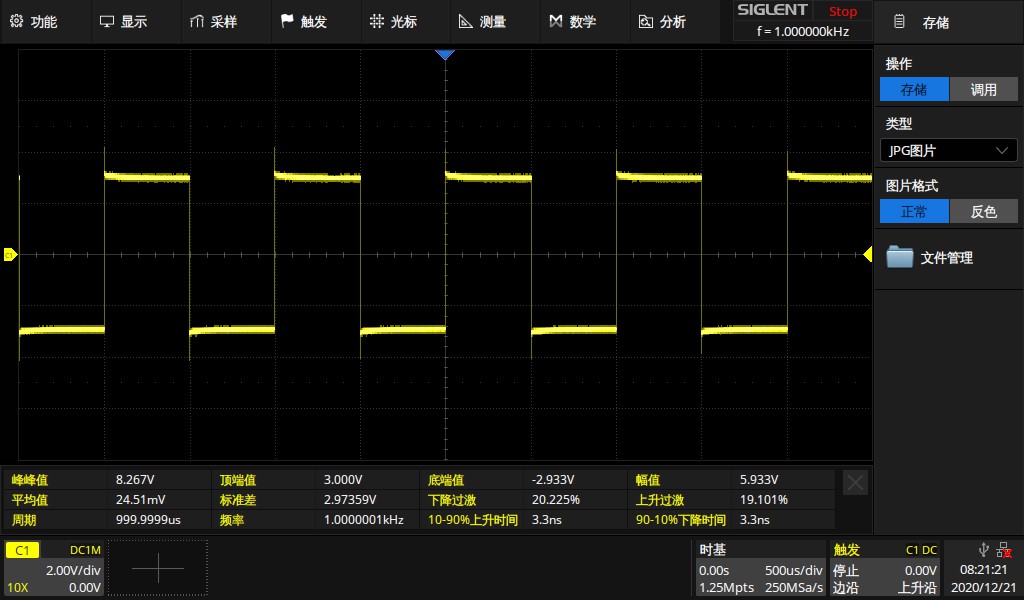 功能 显示 采样 触发 光标 测量 数学 分析
SIGLENT Stop
f = 1.000000kHz
存储
操作
存储 调用
类型
JPG图片
图片格式
正常 反色
文件管理
C1
峰峰值 8.267V 顶端值 3.000V 底端值 -2.933V 幅值 5.933V
平均值 24.51mV 标准差 2.97359V 下降过激 20.225% 上升过激 19.101%
周期 999.9999us 频率 1.0000001kHz 10-90%上升时间 3.3ns 90-10%下降时间 3.3ns
C1 DC1M
2.00V/div
10X 0.00V
时基
0.00s 500us/div
1.25Mpts 250MSa/s
触发 C1 DC
停止 0.00V
边沿 上升沿
08:21:21
2020/12/21